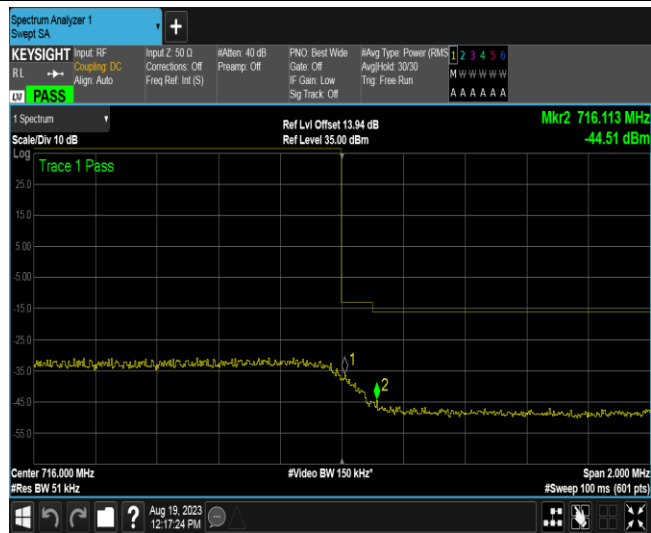 Spectrum Analyzer 1
Swept SA
+
KEYSIGHT Input: RF Input Z: 50 Ω #Atten: 40 dB PNO: Best Wide #Avg Type: Power (RMS 1 2 3 4 5 6
RL Coupling: DC Corrections: Off Preamp: Off Gate: Off Avg|Hold: 30/30 M W W W W W
Align: Auto Freq Ref: Int (S) IF Gain: Low Trig: Free Run
LXI PASS Sig Track: Off A A A A A A
1 Spectrum Ref Lvl Offset 13.94 dB Mkr2 716.113 MHz
Scale/Div 10 dB Ref Level 35.00 dBm -44.51 dBm
Log
Trace 1 Pass
25.0
15.0
5.00
-5.00
-15.0
-25.0
1
-35.0
2
-45.0
-55.0
Center 716.000 MHz #Video BW 150 kHz* Span 2.000 MHz
#Res BW 51 kHz #Sweep 100 ms (601 pts)
? Aug 19, 2023
12:17:24 PM